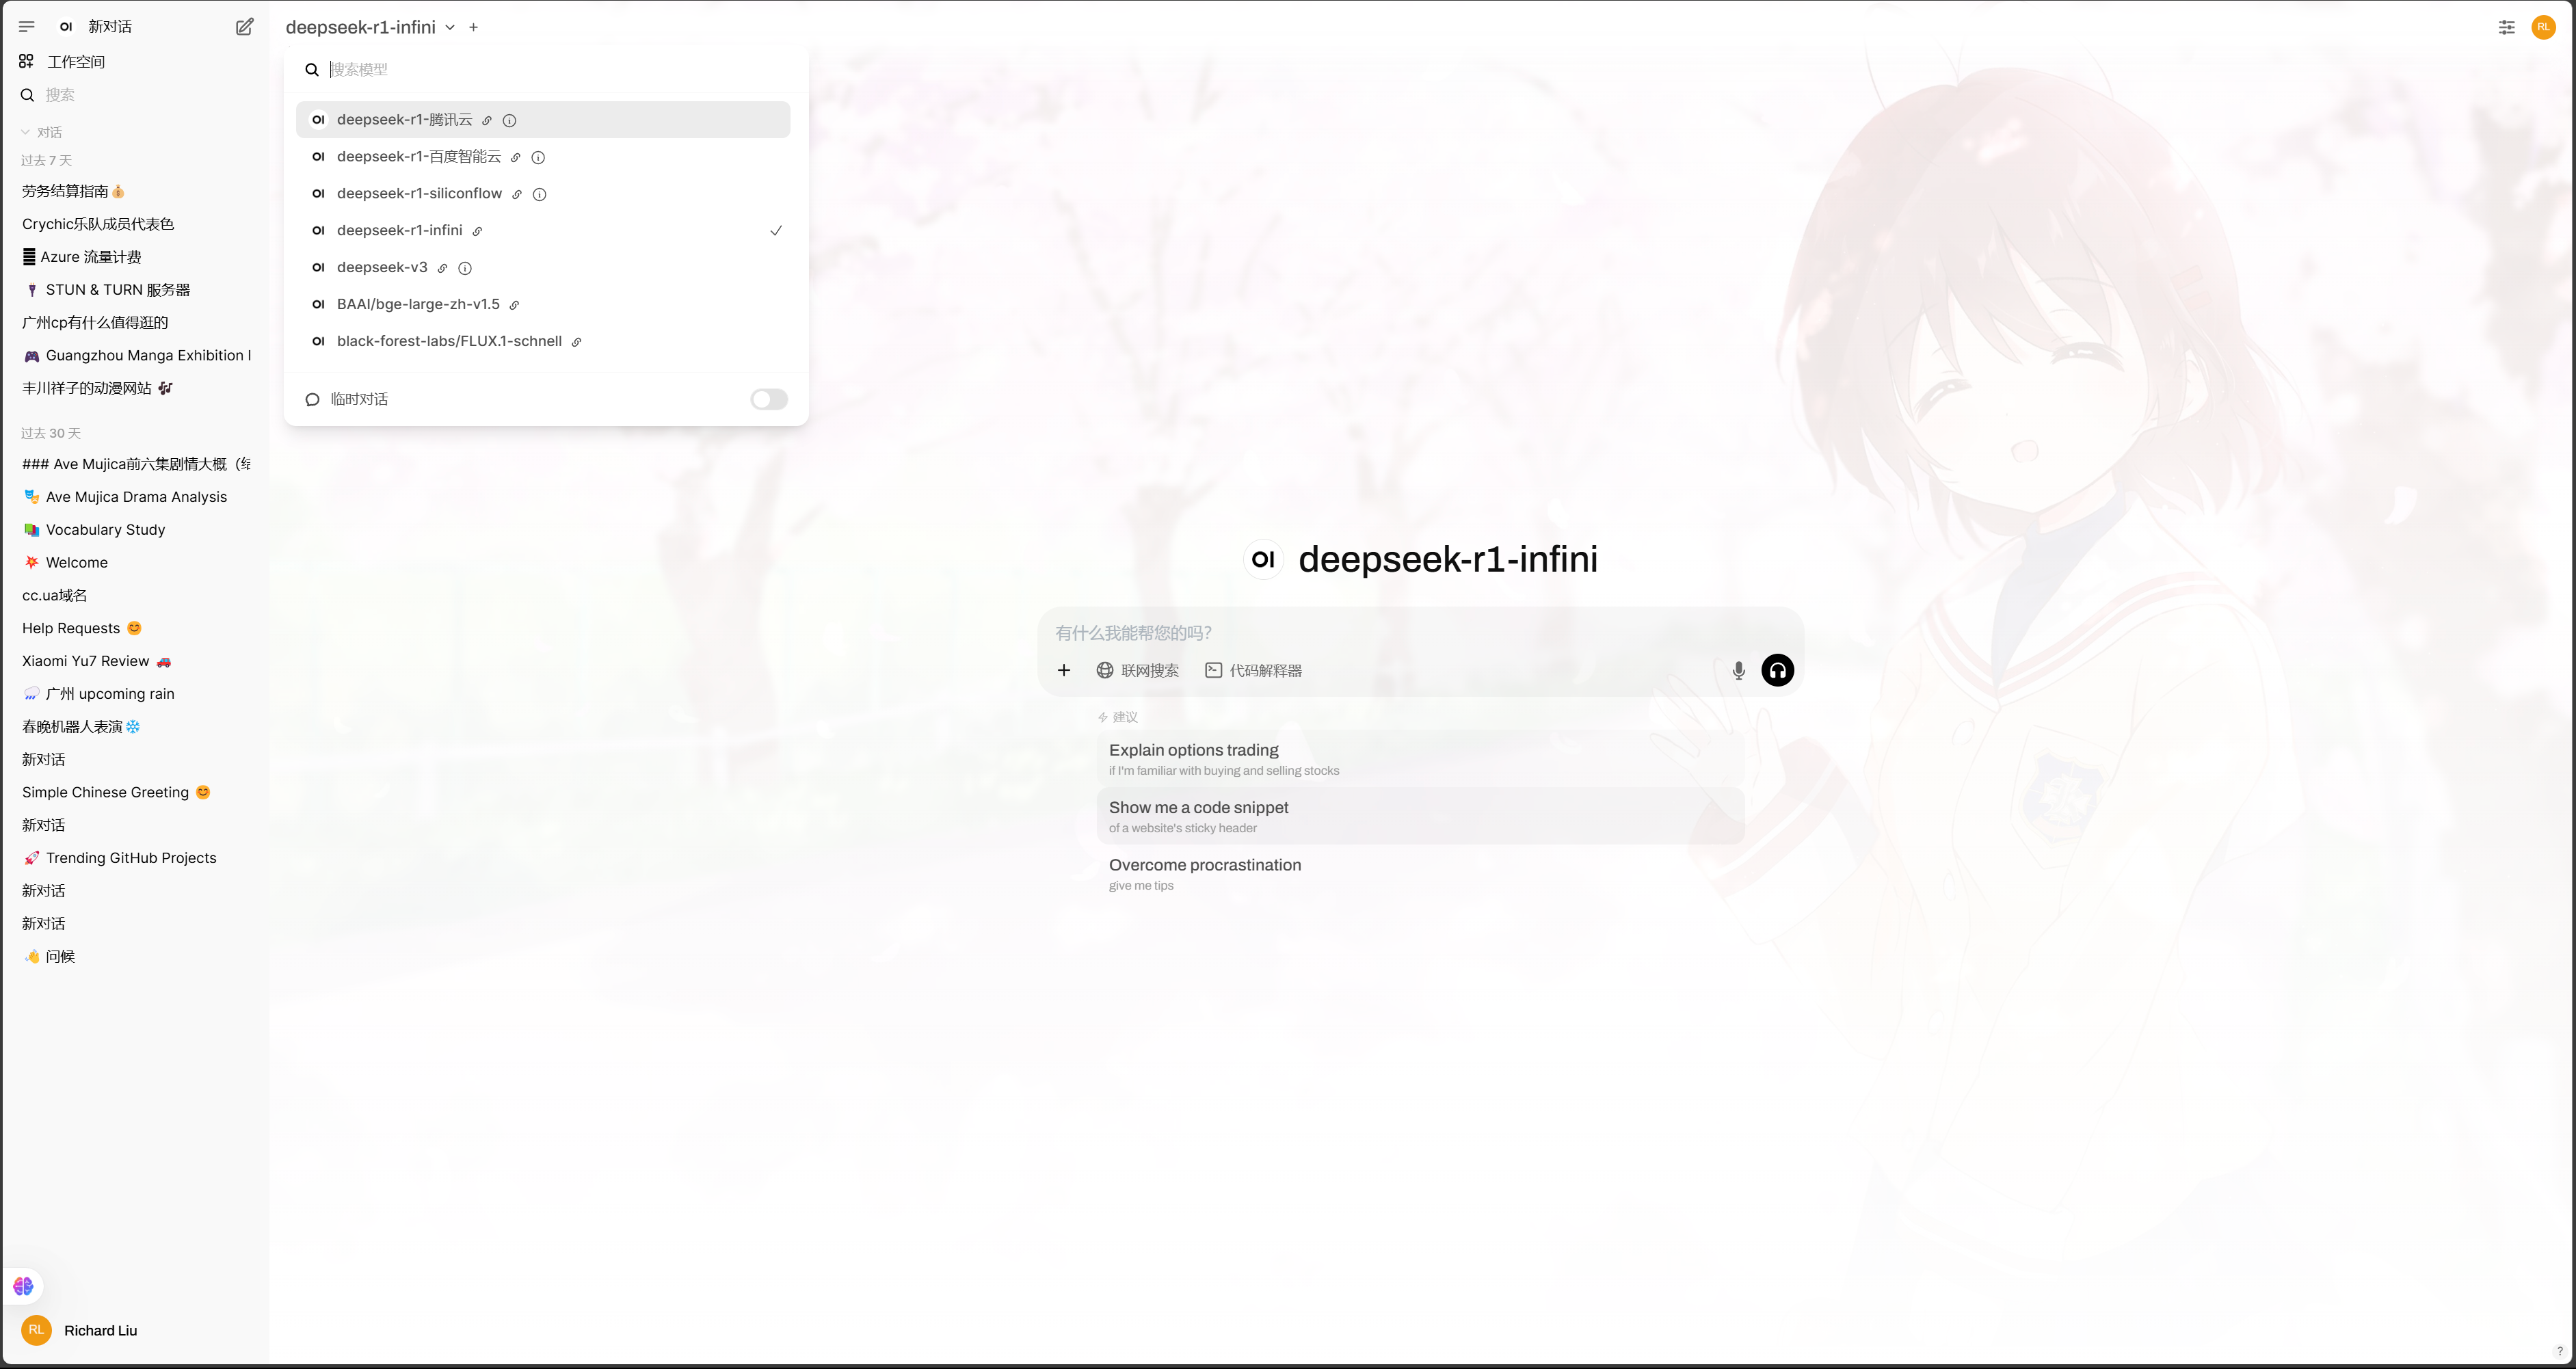 OI 新对话
工作空间
搜索
对话
过去 7 天
劳务结算指南
Crychic乐队成员代表色
Azure 流量计费
STUN & TURN 服务器
广州cp有什么值得逛的
Guangzhou Manga Exhibition I
丰川祥子的动漫网站
过去 30 天
### Ave Mujica前六集剧情大概（结
Ave Mujica Drama Analysis
Vocabulary Study
Welcome
cc.ua域名
Help Requests
Xiaomi Yu7 Review
广州 upcoming rain
春晚机器人表演
新对话
Simple Chinese Greeting
新对话
Trending GitHub Projects
新对话
新对话
问候
RL Richard Liu
deepseek-r1-infini
搜索模型
OI deepseek-r1-腾讯云
OI deepseek-r1-百度智能云
OI deepseek-r1-siliconflow
OI deepseek-r1-infini
OI deepseek-v3
OI BAAI/bge-large-zh-v1.5
OI black-forest-labs/FLUX.1-schnell
临时对话
RL
OI deepseek-r1-infini
有什么我能帮您的吗？
联网搜索 代码解释器
建议
Explain options trading
if I'm familiar with buying and selling stocks
Show me a code snippet
of a website's sticky header
Overcome procrastination
give me tips
?